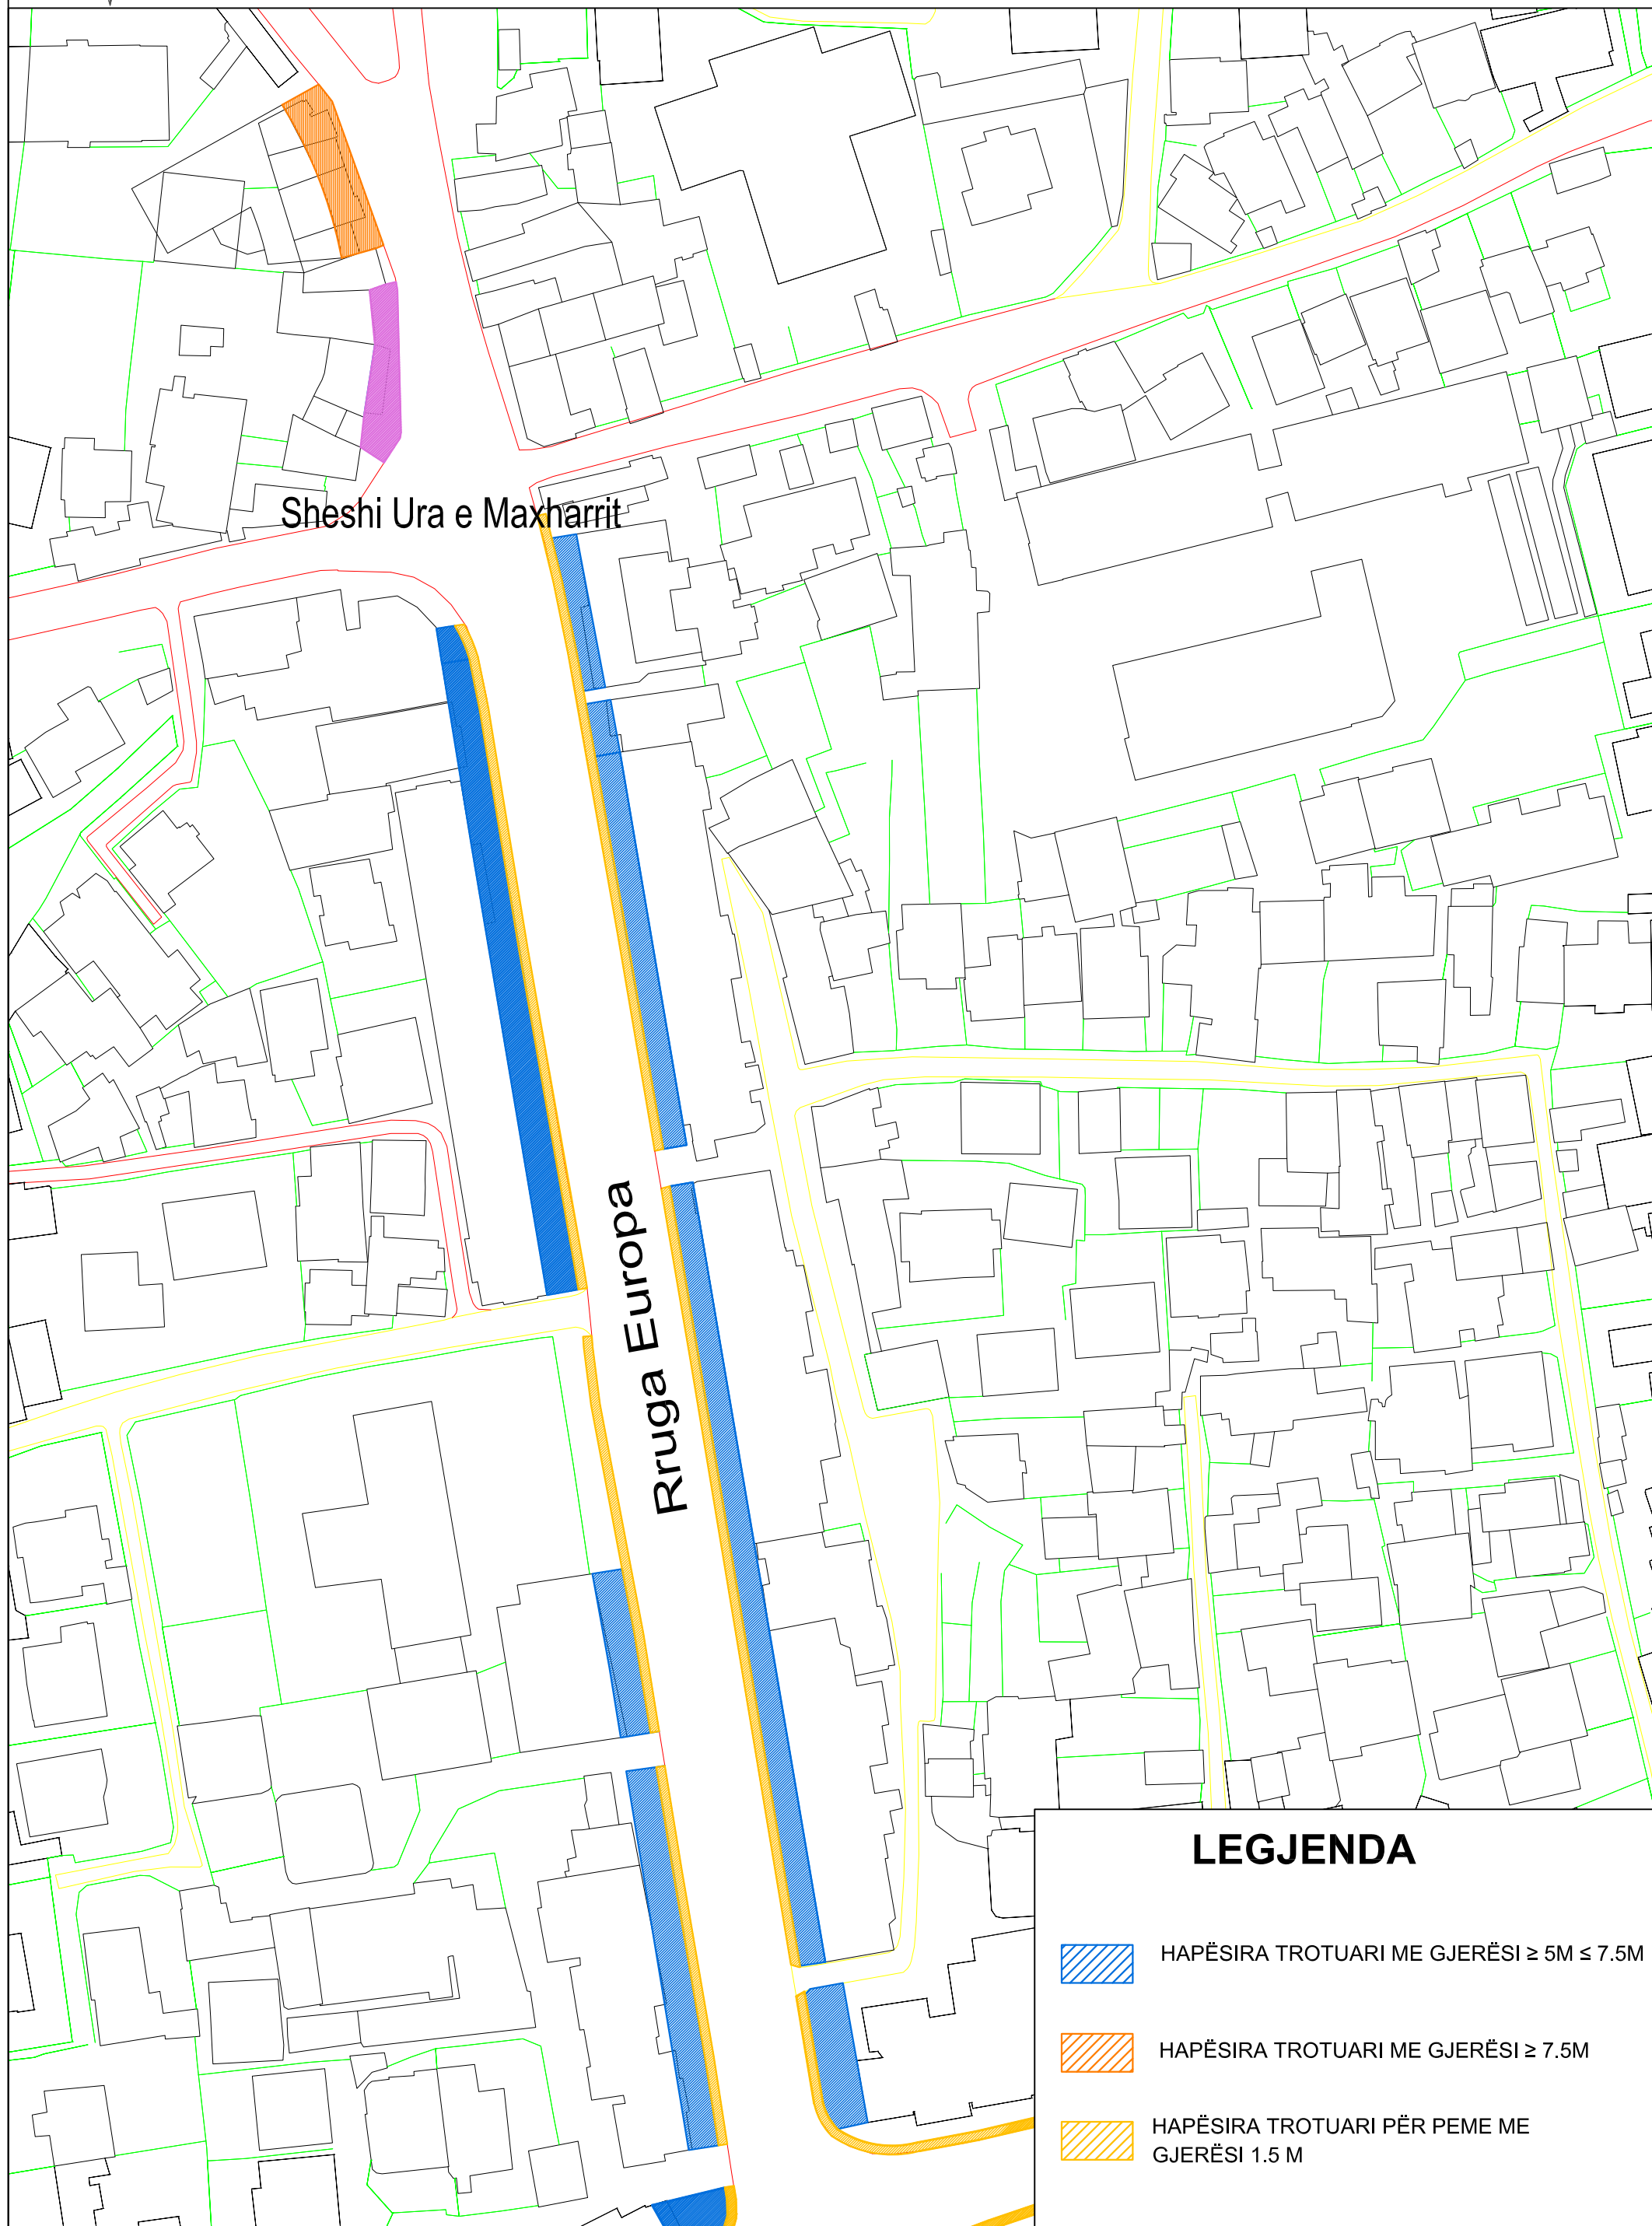 Sheshi Ura e Maxharrit
Rruga Europa
LEGJENDA
HAPËSIRA TROTUARI ME GJERËSI ≥ 5M ≤ 7.5M
HAPËSIRA TROTUARI ME GJERËSI ≥ 7.5M
HAPËSIRA TROTUARI PËR PEME ME
GJERËSI 1.5 M